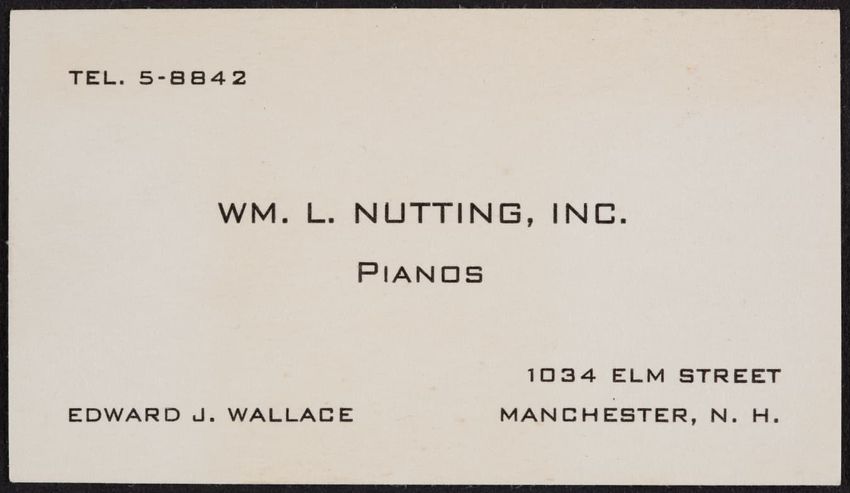 TEL. 5-8842
WM. L. NUTTING, INC.
PIANOS
1034 ELM STREET
EDWARD J. WALLACE
MANCHESTER, N. H.